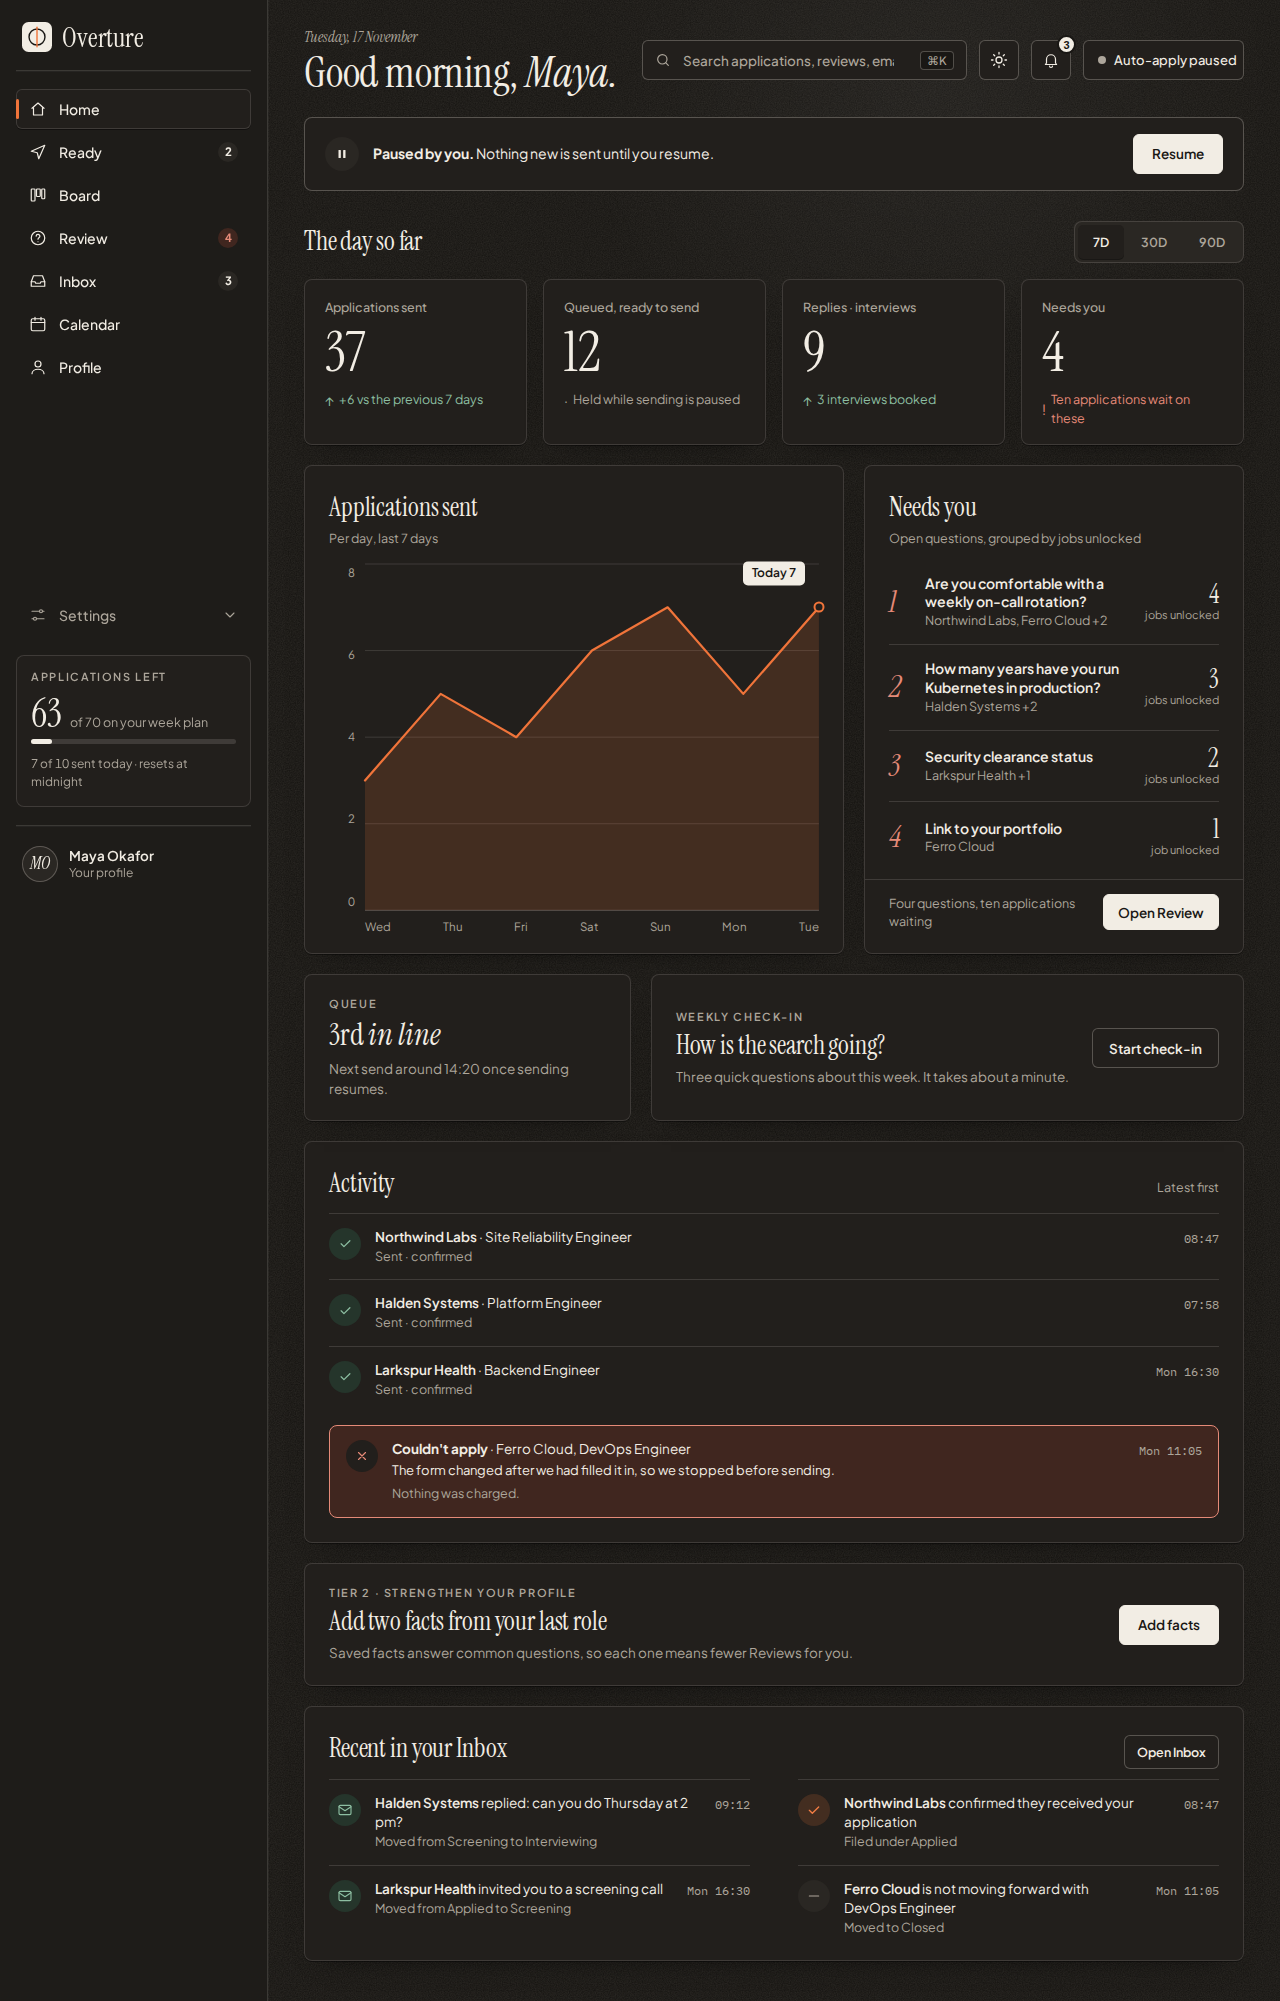 Overture
Home
Ready 2
Board
Review 4
Inbox 3
Calendar
Profile
Settings
APPLICATIONS LEFT
63 of 70 on your week plan
7 of 10 sent today · resets at
midnight
MO
Maya Okafor
Your profile
Tuesday, 17 November
Good morning, Maya.
Search applications, reviews, ema
⌘K
3
Auto-apply paused
Paused by you. Nothing new is sent until you resume.
Resume
The day so far
7D 30D 90D
Applications sent
37
↑ +6 vs the previous 7 days
Queued, ready to send
12
· Held while sending is paused
Replies · interviews
9
↑ 3 interviews booked
Needs you
4
! Ten applications wait on
these
Applications sent
Per day, last 7 days
Today 7
8
6
4
2
0
Wed Thu Fri Sat Sun Mon Tue
Needs you
Open questions, grouped by jobs unlocked
1
Are you comfortable with a
weekly on-call rotation?
Northwind Labs, Ferro Cloud +2
4
jobs unlocked
2
How many years have you run
Kubernetes in production?
Halden Systems +2
3
jobs unlocked
3
Security clearance status
Larkspur Health +1
2
jobs unlocked
4
Link to your portfolio
Ferro Cloud
1
job unlocked
Four questions, ten applications
waiting
Open Review
QUEUE
3rd in line
Next send around 14:20 once sending
resumes.
WEEKLY CHECK-IN
How is the search going?
Three quick questions about this week. It takes about a minute.
Start check-in
Activity
Latest first
Northwind Labs · Site Reliability Engineer
Sent · confirmed
08:47
Halden Systems · Platform Engineer
Sent · confirmed
07:58
Larkspur Health · Backend Engineer
Sent · confirmed
Mon 16:30
Couldn't apply · Ferro Cloud, DevOps Engineer
The form changed after we had filled it in, so we stopped before sending.
Nothing was charged.
Mon 11:05
TIER 2 · STRENGTHEN YOUR PROFILE
Add two facts from your last role
Saved facts answer common questions, so each one means fewer Reviews for you.
Add facts
Recent in your Inbox
Open Inbox
Halden Systems replied: can you do Thursday at 2
pm?
Moved from Screening to Interviewing
09:12
Northwind Labs confirmed they received your
application
Filed under Applied
08:47
Larkspur Health invited you to a screening call
Moved from Applied to Screening
Mon 16:30
Ferro Cloud is not moving forward with
DevOps Engineer
Moved to Closed
Mon 11:05